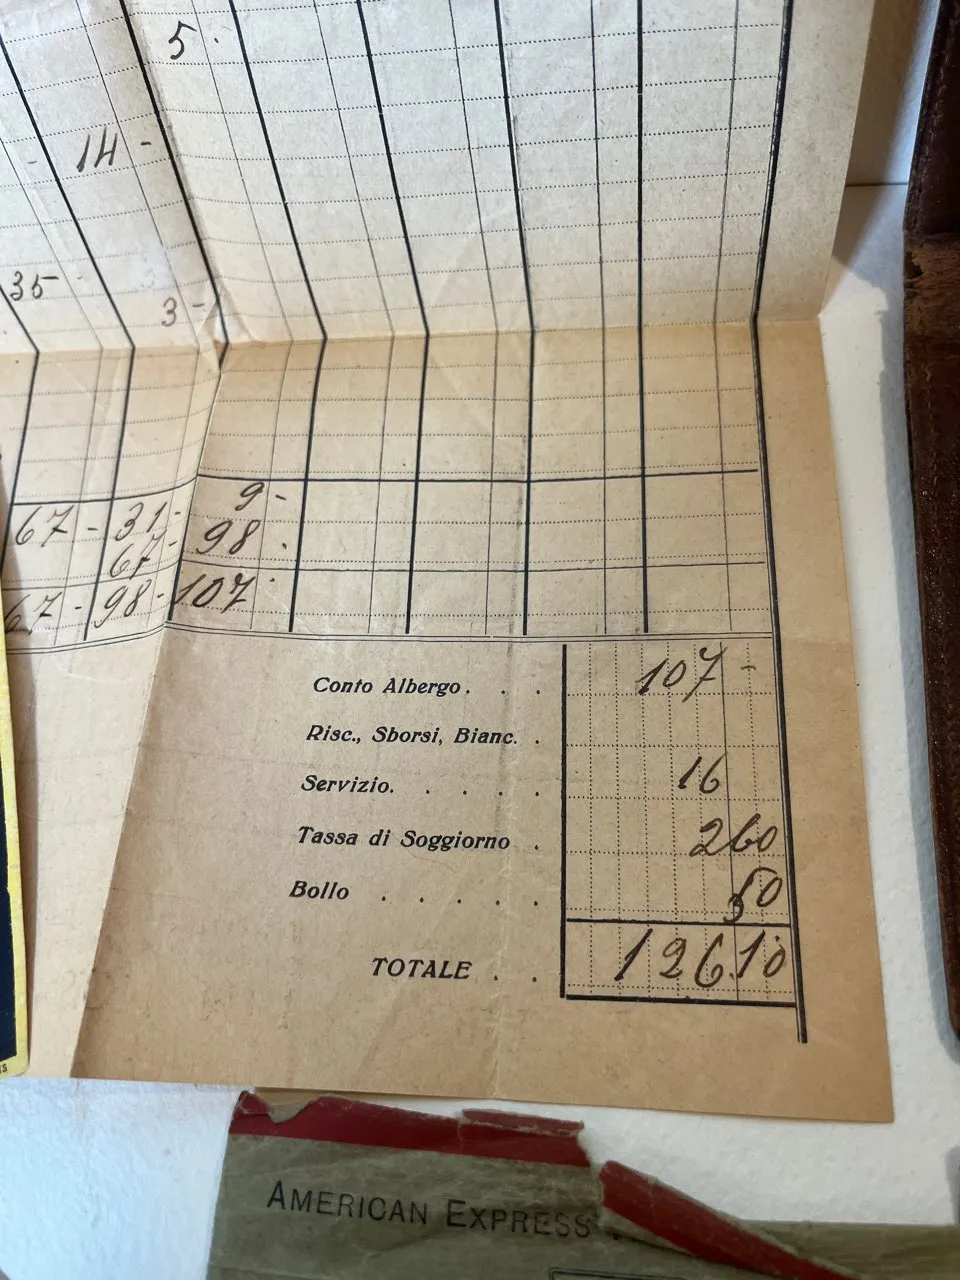 5 .
- 14 -
35 -
3 -
9 -
67 - 31 - 98 .
67 -
67 - 98 - 107
Conto Albergo. . . 107 -
Risc., Sborsi, Bianc. .
Servizio. . . . . 16
Tassa di Soggiorno . 260
Bollo . . . . . 50
TOTALE . . 126.10
AMERICAN EXPRESS